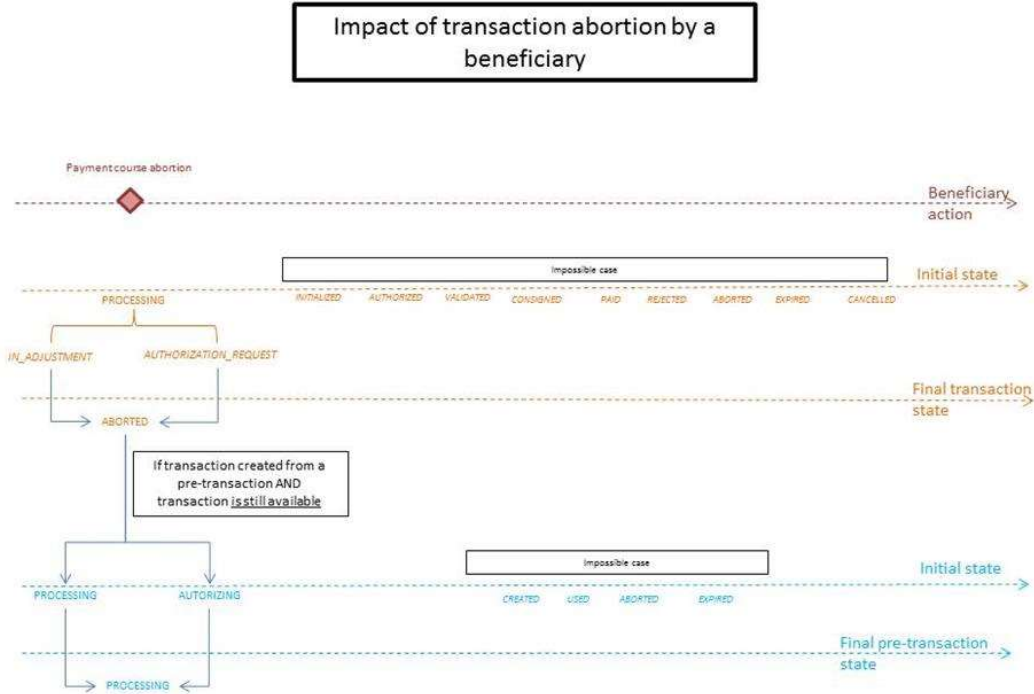 Impact of transaction abortion by a
beneficiary
Payment course abortion
Beneficiary
action
Impossible case
Initial state
PROCESSING
INITIALIZED AUTHORIZED VALIDATED CONSIGNED PAID REJECTED ABORTED EXPIRED CANCELLED
IN_ADJUSTMENT AUTHORIZATION_REQUEST
Final transaction
state
ABORTED
If transaction created from a
pre-transaction AND
transaction is still available
Impossible case
Initial state
PROCESSING AUTORIZING
CREATED USED ABORTED EXPIRED
Final pre-transaction
state
PROCESSING